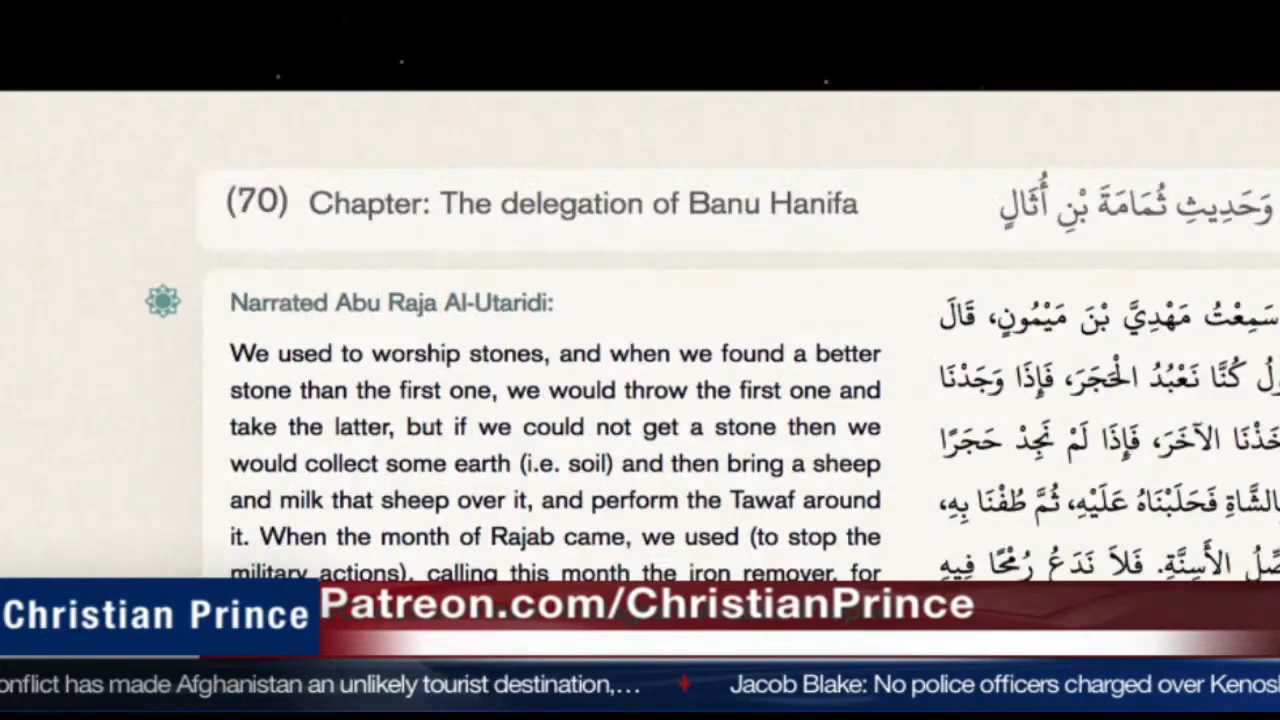 (70) Chapter: The delegation of Banu Hanifa
وَحَدِيثِ ثُمَامَةَ بْنِ أُثَالٍ
Narrated Abu Raja Al-Utaridi:
We used to worship stones, and when we found a better
stone than the first one, we would throw the first one and
take the latter, but if we could not get a stone then we
would collect some earth (i.e. soil) and then bring a sheep
and milk that sheep over it, and perform the Tawaf around
it. When the month of Rajab came, we used (to stop the
military actions), calling this month the iron remover, for
سَمِعْتُ مَهْدِيَّ بْنَ مَيْمُونٍ، قَالَ
كُنَّا نَعْبُدُ الْحَجَرَ، فَإِذَا وَجَدْنَا
الآخَرَ، فَإِذَا لَمْ نَجِدْ حَجَرًا
فَحَلَبْنَاهُ عَلَيْهِ، ثُمَّ طُفْنَا بِهِ،
الأَسِنَّةِ. فَلاَ نَدَعُ رُمْحًا فِيهِ
Christian Prince
Patreon.com/ChristianPrince
onflict has made Afghanistan an unlikely tourist destination,... Jacob Blake: No police officers charged over Kenosh